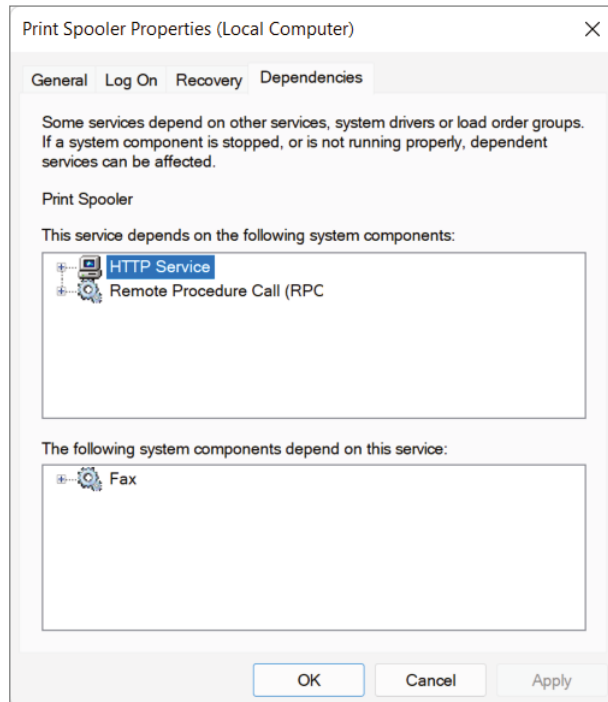 Print Spooler Properties (Local Computer)
General Log On Recovery Dependencies
Some services depend on other services, system drivers or load order groups.
If a system component is stopped, or is not running properly, dependent
services can be affected.
Print Spooler
This service depends on the following system components:
HTTP Service
Remote Procedure Call (RPC
The following system components depend on this service:
Fax
OK Cancel Apply